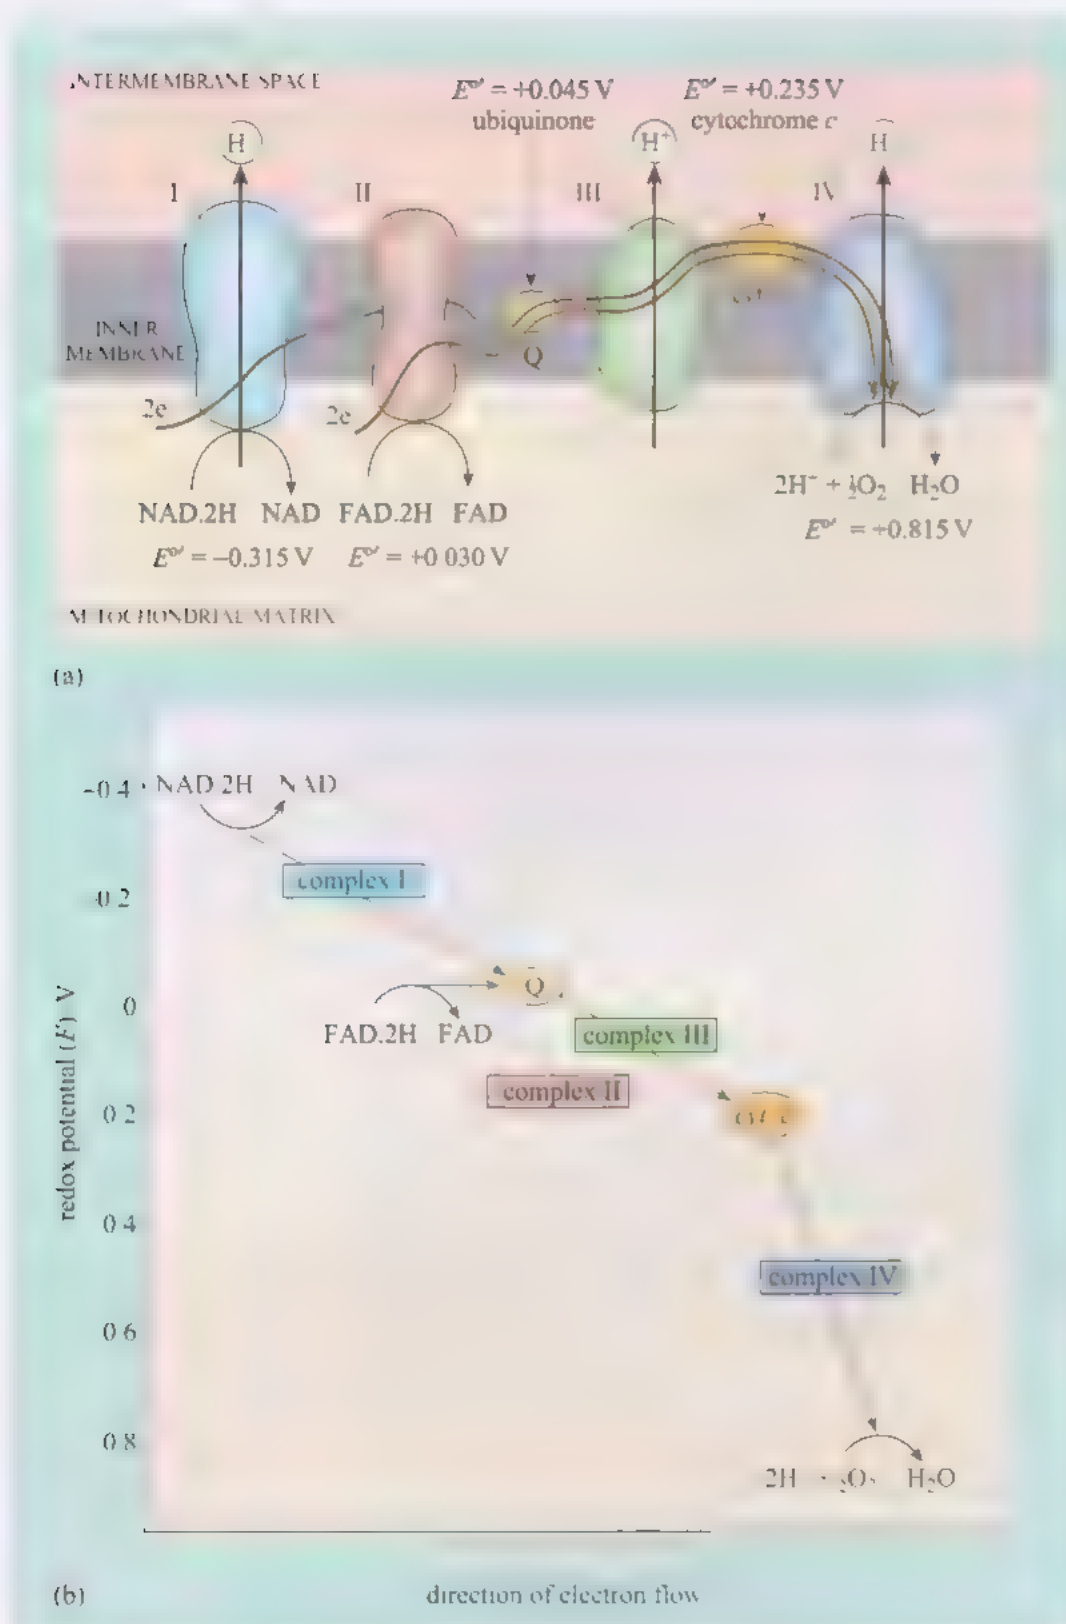 INTERMEMBRANE SPACE
E°′ = +0.045 V
ubiquinone
E°′ = +0.235 V
cytochrome c
H
H⁺
H
I
II
III
IV
INNER
MEMBRANE
Q
2e
2e
NAD.2H NAD FAD.2H FAD
2H⁺ + ½O₂ H₂O
E°′ = –0.315 V E°′ = +0 030 V
E°′ = +0.815 V
MITOCHONDRIAL MATRIX
(a)
–0 4
NAD 2H NAD
complex I
0 2
Q
0
FAD.2H FAD
complex III
complex II
0 2
cyt c
redox potential (E) V
0 4
complex IV
0 6
0 8
2H O₂ H₂O
(b)
direction of electron flow